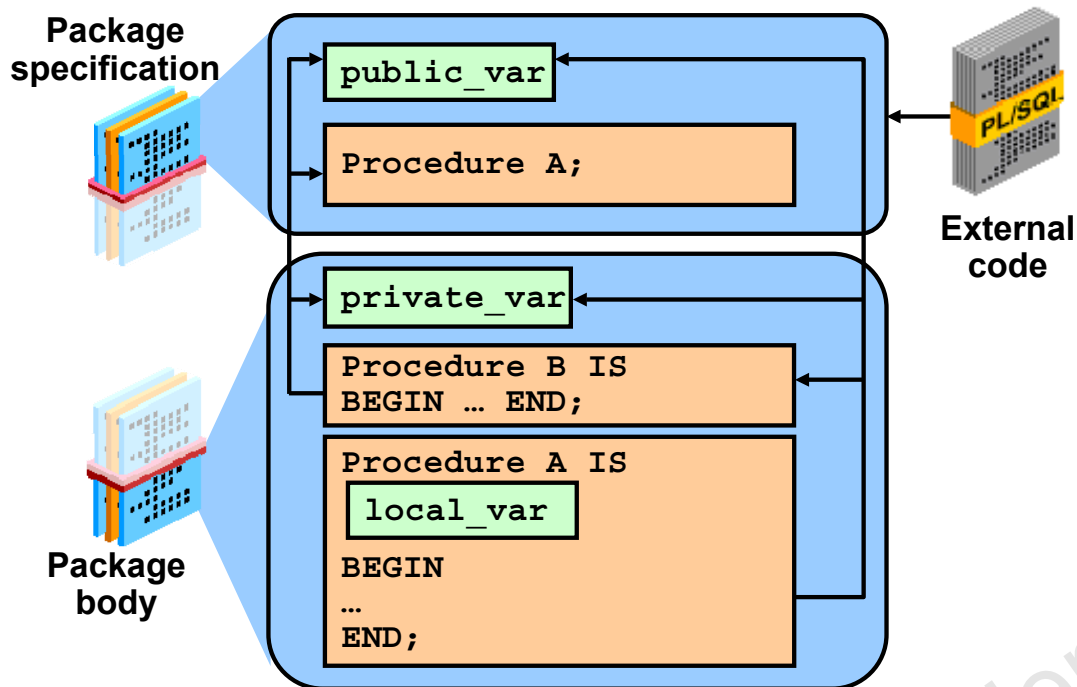 Package
specification
public_var
Procedure A;
PL/SQL
External
code
private_var
Procedure B IS
BEGIN … END;
Procedure A IS
local_var
BEGIN
…
END;
Package
body